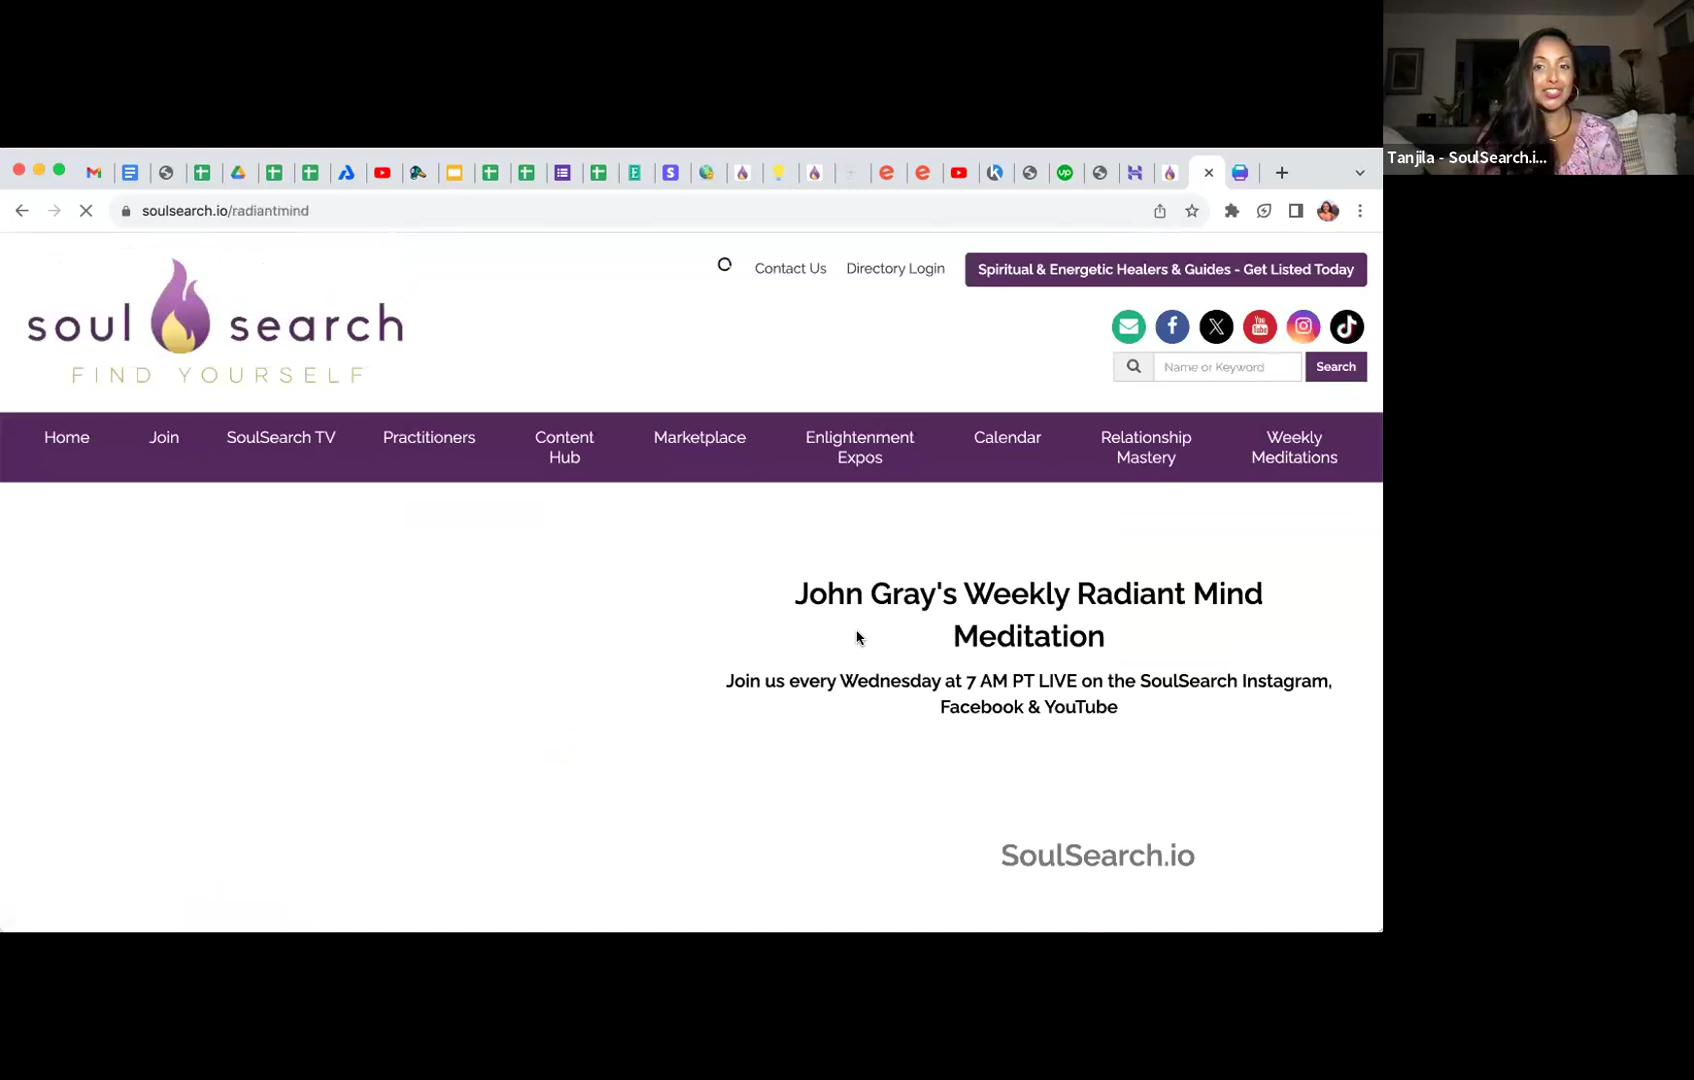 Tanjila - SoulSearch.i...
soulsearch.io/radiantmind
Contact Us
Directory Login
Spiritual & Energetic Healers & Guides - Get Listed Today
soul search
FIND YOURSELF
Name or Keyword
Search
Home
Join
SoulSearch TV
Practitioners
Content
Hub
Marketplace
Enlightenment
Expos
Calendar
Relationship
Mastery
Weekly
Meditations
John Gray's Weekly Radiant Mind
Meditation
Join us every Wednesday at 7 AM PT LIVE on the SoulSearch Instagram,
Facebook & YouTube
SoulSearch.io